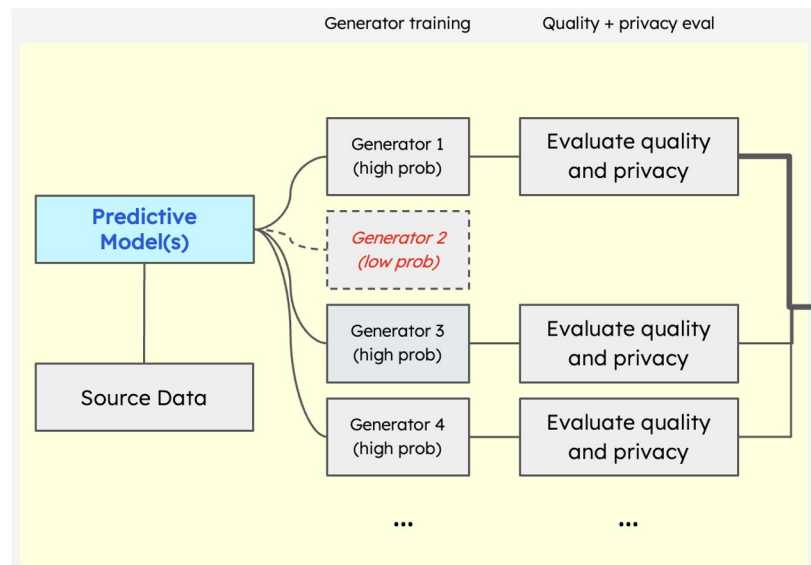 Generator training
Quality + privacy eval
Generator 1
(high prob)
Evaluate quality
and privacy
Predictive
Model(s)
Generator 2
(low prob)
Generator 3
(high prob)
Evaluate quality
and privacy
Source Data
Generator 4
(high prob)
Evaluate quality
and privacy
...
...